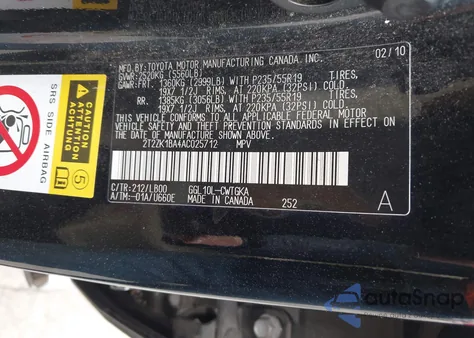 MFD. BY: TOYOTA MOTOR MANUFACTURING CANADA. INC. 02/10
GVWR: 2520KG (5560LB)
GAWR: FRT. 1360KG (2999LB) WITH P235/55R19 TIRES,
19X7 1/2J RIMS, AT 220KPA (32PSI) COLD.
RR. 1385KG (3056LB) WITH P235/55R19 TIRES,
19X7 1/2J RIMS, AT 220KPA (32PSI) COLD.
THIS VEHICLE CONFORMS TO ALL APPLICABLE FEDERAL MOTOR
VEHICLE SAFETY AND THEFT PREVENTION STANDARDS IN
EFFECT ON THE DATE OF MANUFACTURE SHOWN ABOVE.
2T2ZK1BA4AC025712 MPV
C/TR: 212/LB00 GGL10L-CWTGKA
A/TM: -01A/U660E MADE IN CANADA 252 A
SRS SIDE
SRS SEITEN
CAUTION
ACHTUNG
autoSnap